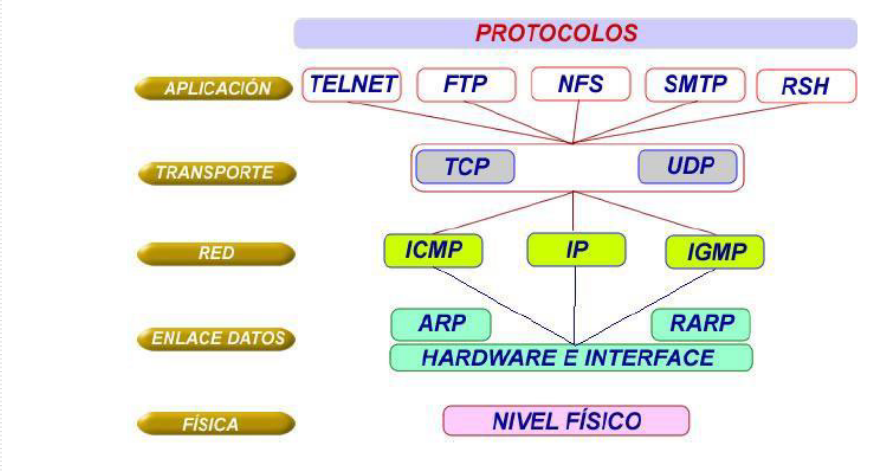 PROTOCOLOS
APLICACIÓN TELNET FTP NFS SMTP RSH
TRANSPORTE TCP UDP
RED ICMP IP IGMP
ENLACE DATOS ARP RARP
HARDWARE E INTERFACE
FÍSICA NIVEL FÍSICO